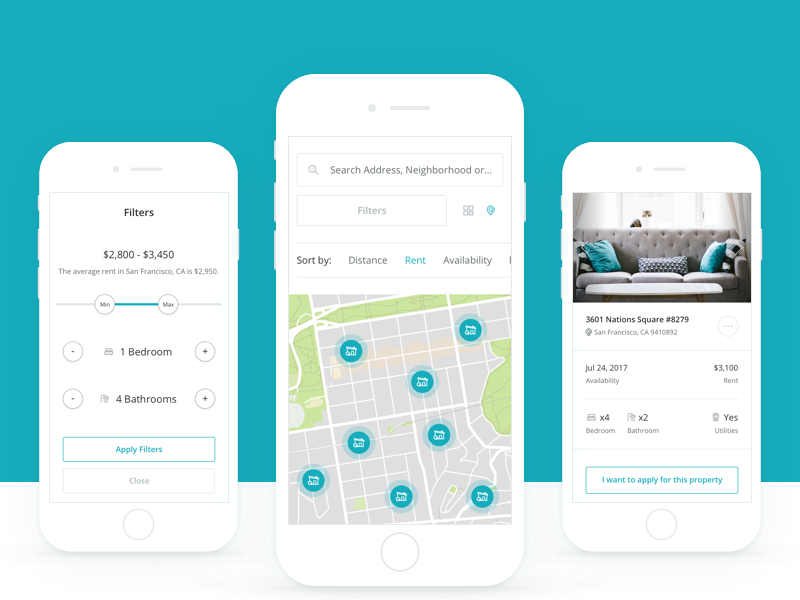 Filters
$2,800 - $3,450
The average rent in San Francisco, CA is $2,950.
Min
Max
-
1 Bedroom
+
-
4 Bathrooms
+
Apply Filters
Close
Search Address, Neighborhood or...
Filters
Sort by:
Distance
Rent
Availability
3601 Nations Square #8279
San Francisco, CA 9410892
Jul 24, 2017
$3,100
Availability
Rent
x4
x2
Yes
Bedroom
Bathroom
Utilities
I want to apply for this property